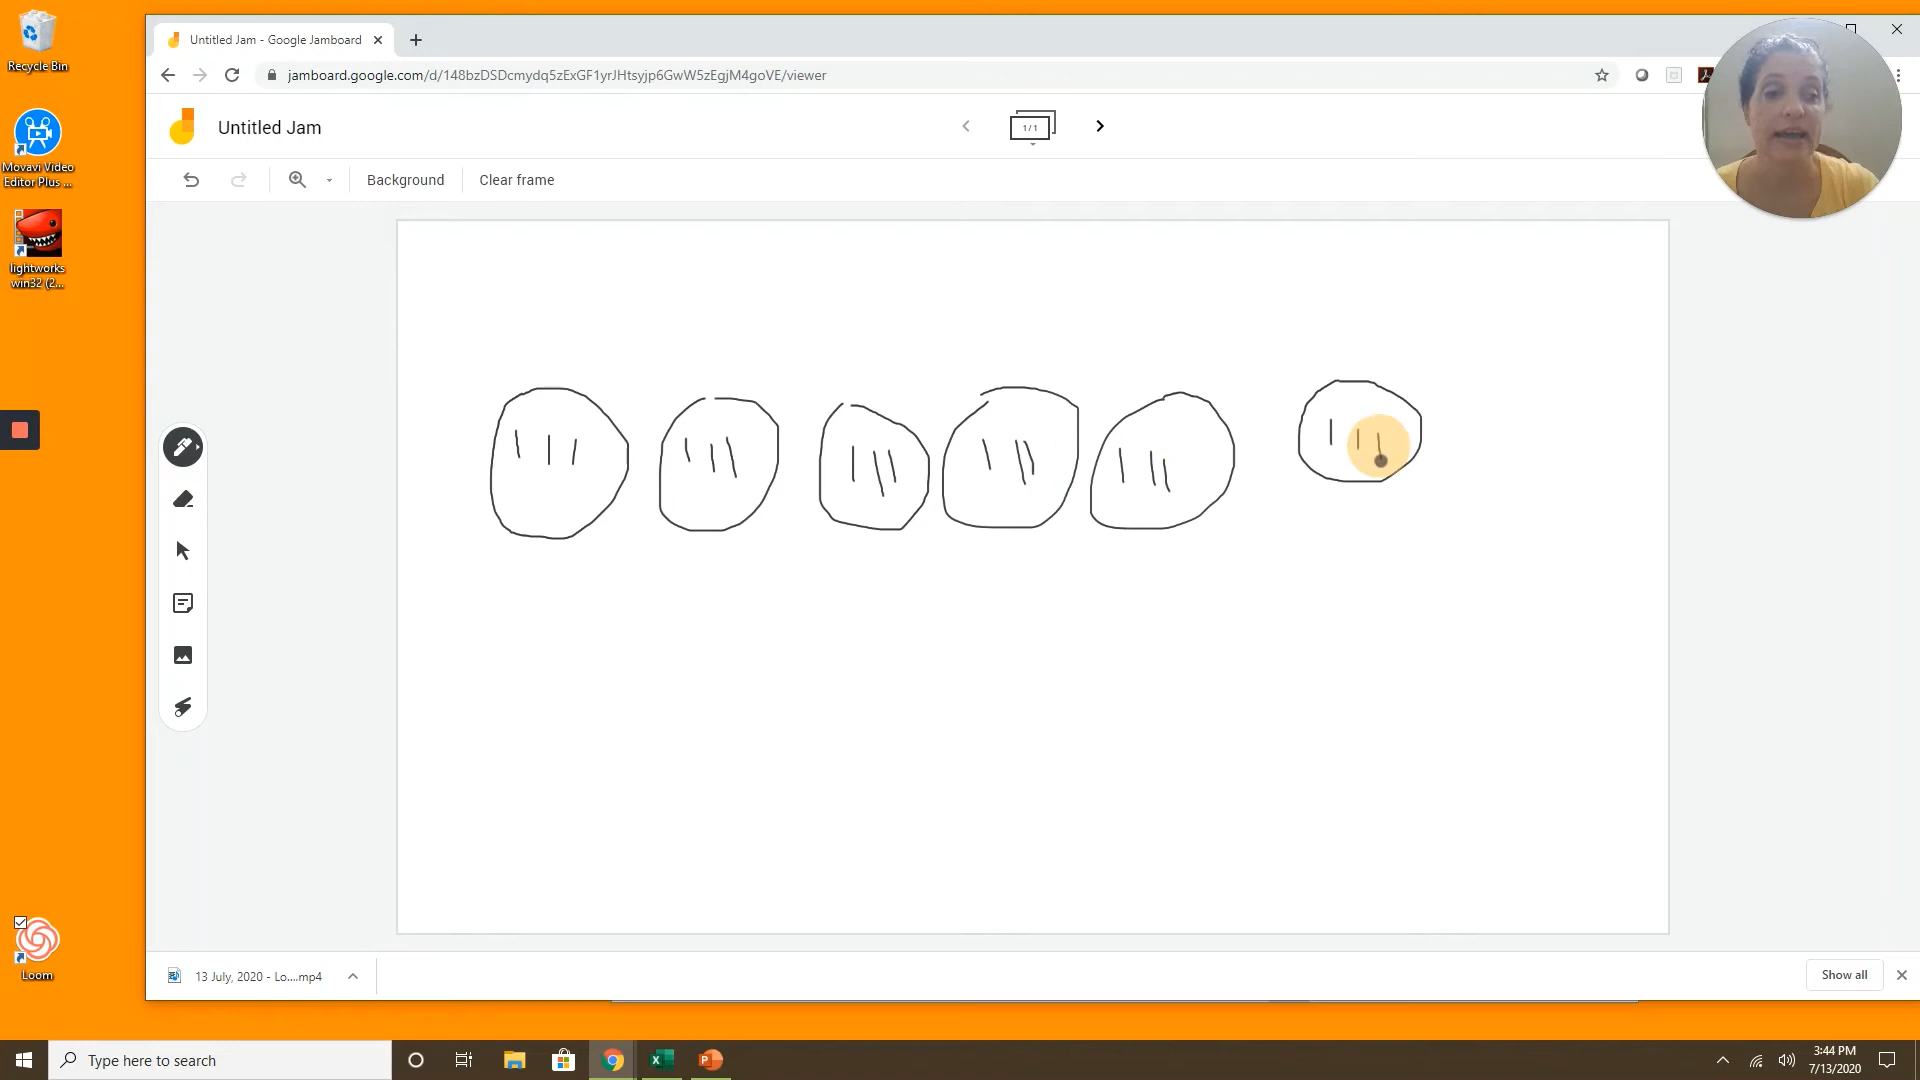 Recycle Bin
Movavi Video
Editor Plus ...
lightworks
win32 (2...
Loom
Untitled Jam - Google Jamboard
jamboard.google.com/d/148bzDSDcmydq5zExGF1yrJHtsyjp6GwW5zEgjM4goVE/viewer
Untitled Jam
1/1
Background
Clear frame
13 July, 2020 - Lo....mp4
Show all
Type here to search
3:44 PM
7/13/2020